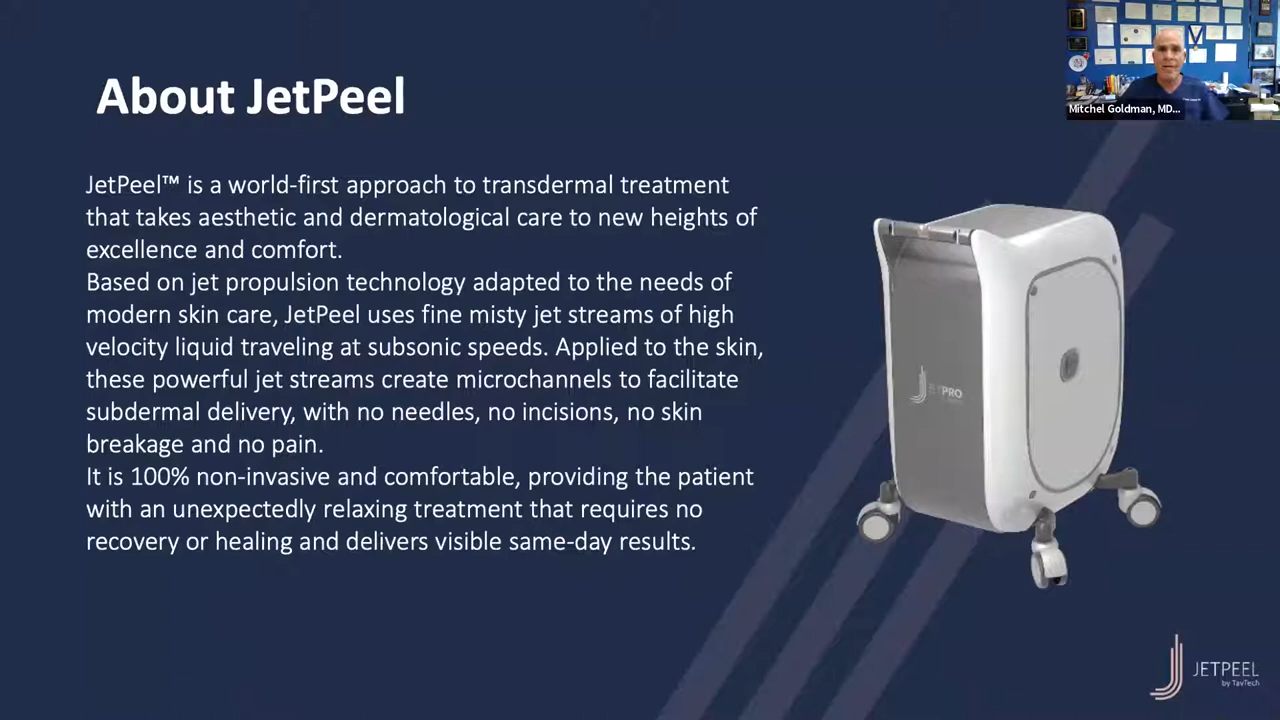 Mitchel Goldman, MD...
About JetPeel
JetPeel™ is a world-first approach to transdermal treatment
that takes aesthetic and dermatological care to new heights of
excellence and comfort.
Based on jet propulsion technology adapted to the needs of
modern skin care, JetPeel uses fine misty jet streams of high
velocity liquid traveling at subsonic speeds. Applied to the skin,
these powerful jet streams create microchannels to facilitate
subdermal delivery, with no needles, no incisions, no skin
breakage and no pain.
It is 100% non-invasive and comfortable, providing the patient
with an unexpectedly relaxing treatment that requires no
recovery or healing and delivers visible same-day results.
JETPRO
JETPEEL
by TavTech